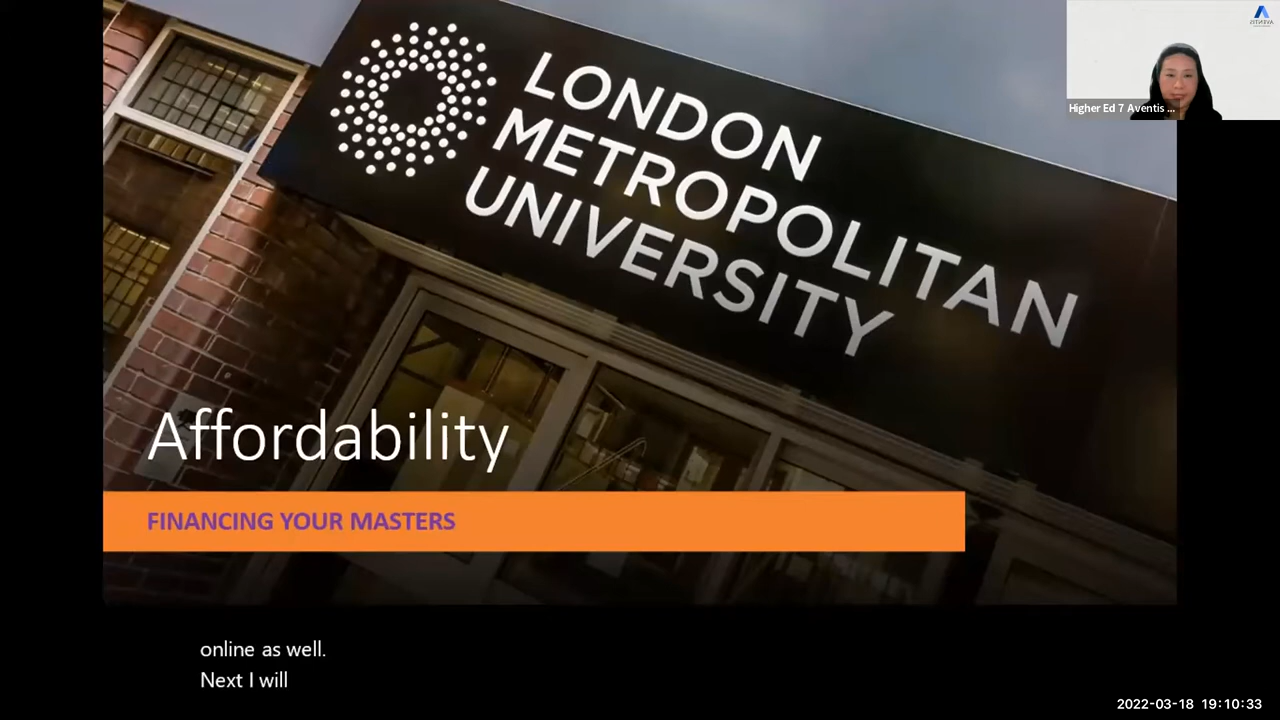 LONDON
METROPOLITAN
UNIVERSITY
Higher Ed 7 Aventis ...
Affordability
FINANCING YOUR MASTERS
online as well.
Next I will
2022-03-18 19:10:33